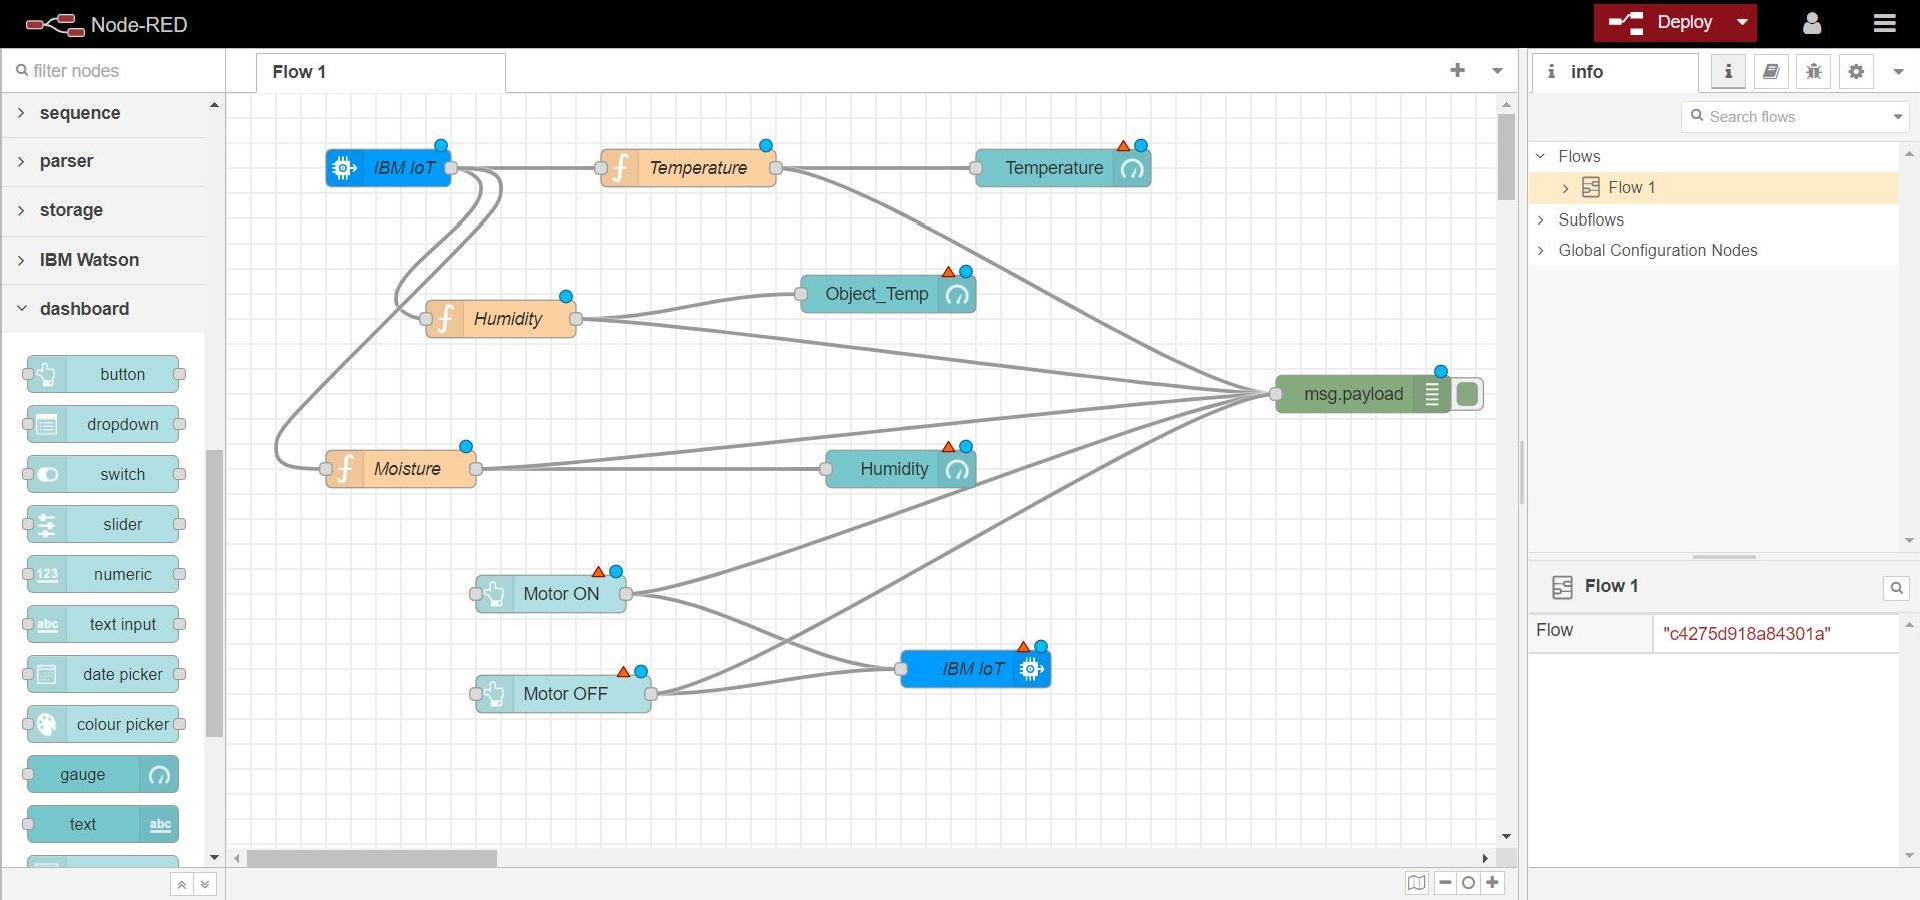 Node-RED
Deploy
filter nodes
sequence
parser
storage
IBM Watson
dashboard
button
dropdown
switch
slider
123
numeric
abc
text input
date picker
colour picker
gauge
text
abc
Flow 1
IBM IoT
Temperature
Temperature
Object_Temp
Humidity
msg.payload
Moisture
Humidity
Motor ON
IBM IoT
Motor OFF
info
Search flows
Flows
Flow 1
Subflows
Global Configuration Nodes
Flow 1
Flow
"c4275d918a84301a"